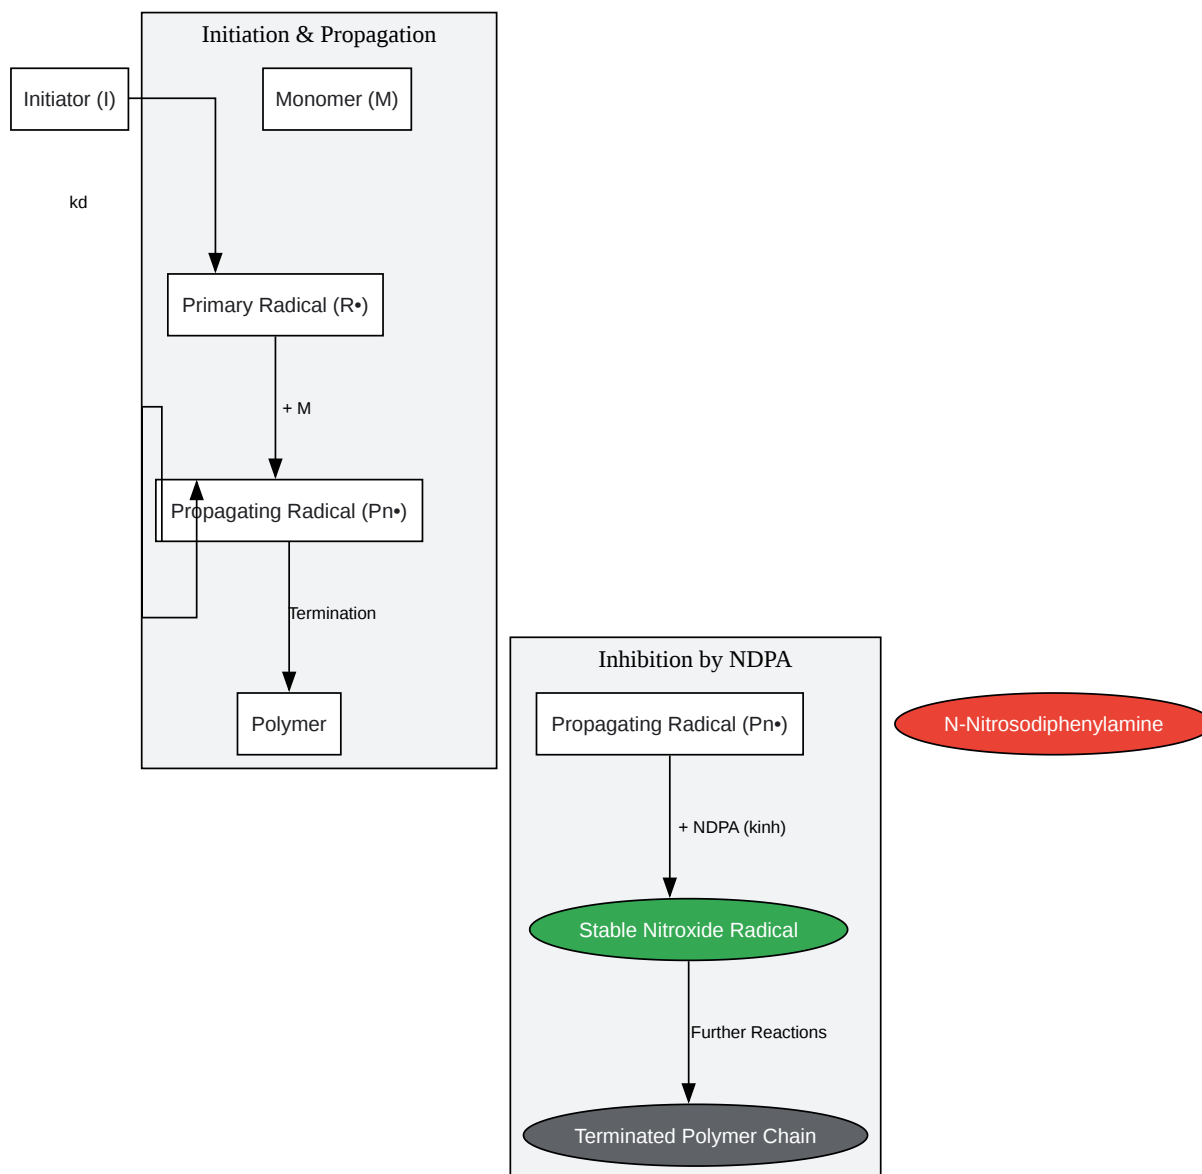 Initiation & Propagation
Initiator (I)
Monomer (M)
kd
Primary Radical (R•)
+ M
Propagating Radical (Pn•)
Termination
Polymer
Inhibition by NDPA
Propagating Radical (Pn•)
N-Nitrosodiphenylamine
+ NDPA (kinh)
Stable Nitroxide Radical
Further Reactions
Terminated Polymer Chain